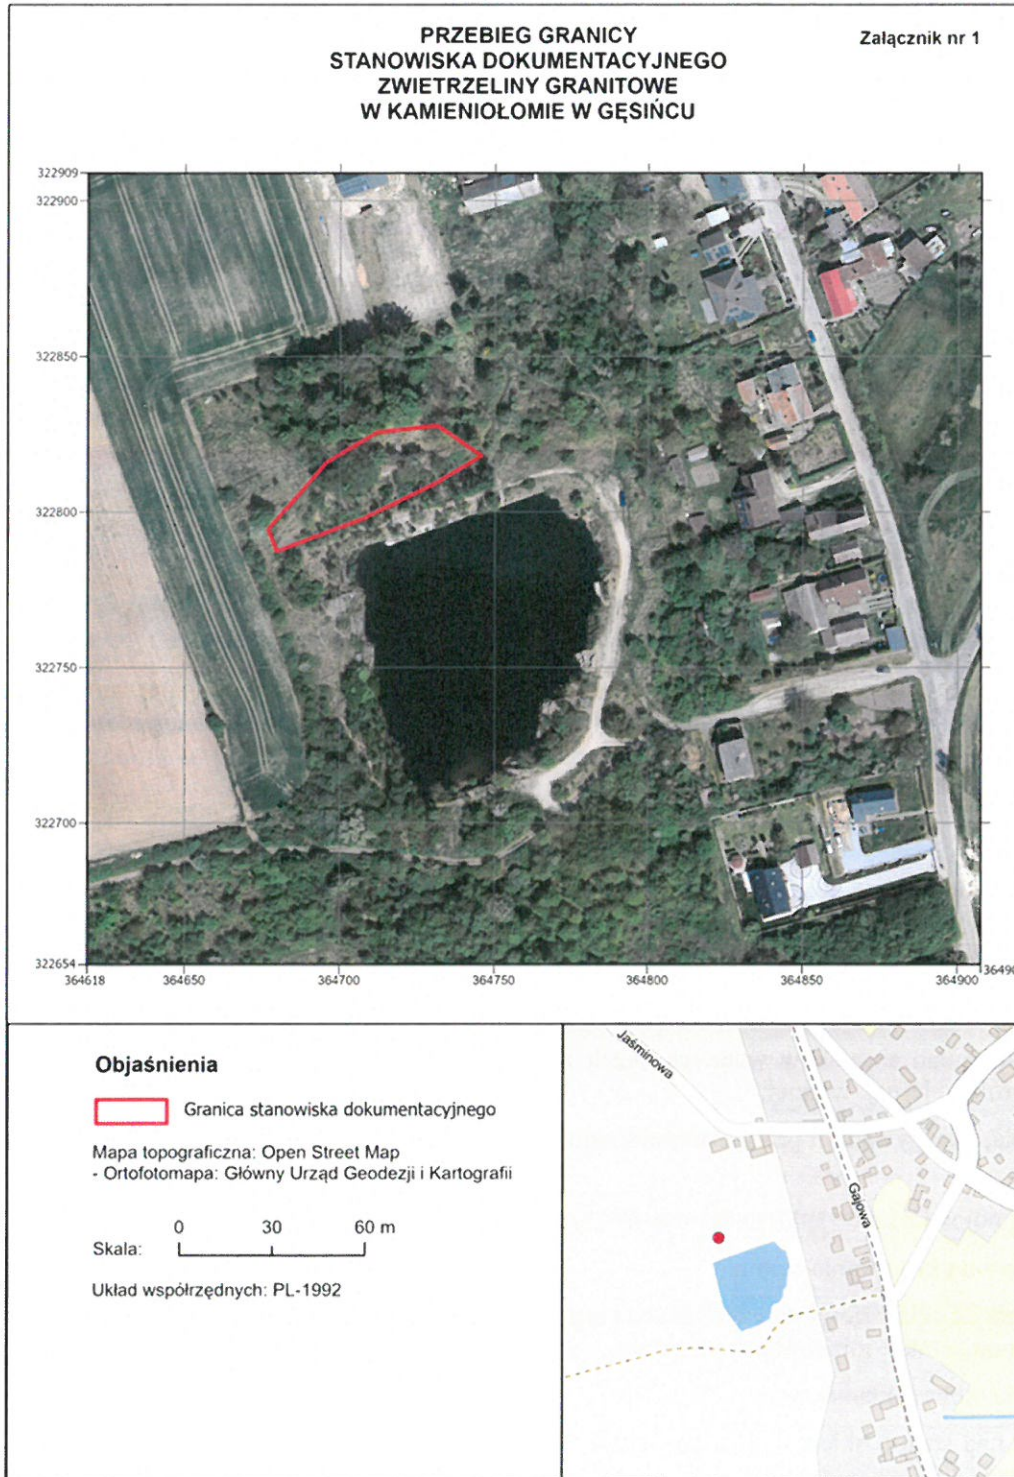 PRZEBIEG GRANICY
STANOWISKA DOKUMENTACYJNEGO
ZWIETRZELINY GRANITOWE
W KAMIENIOŁOMIE W GĘSIŃCU
Załącznik nr 1
322909
322900
322850
322800
322750
322700
322654
364618
364650
364700
364750
364800
364850
364900
Objaśnienia
Granica stanowiska dokumentacyjnego
Mapa topograficzna: Open Street Map
- Ortofotomapa: Główny Urząd Geodezji i Kartografii
0 30 60 m
Skala:
Układ współrzędnych: PL-1992
Jaśminowa
Gajowa